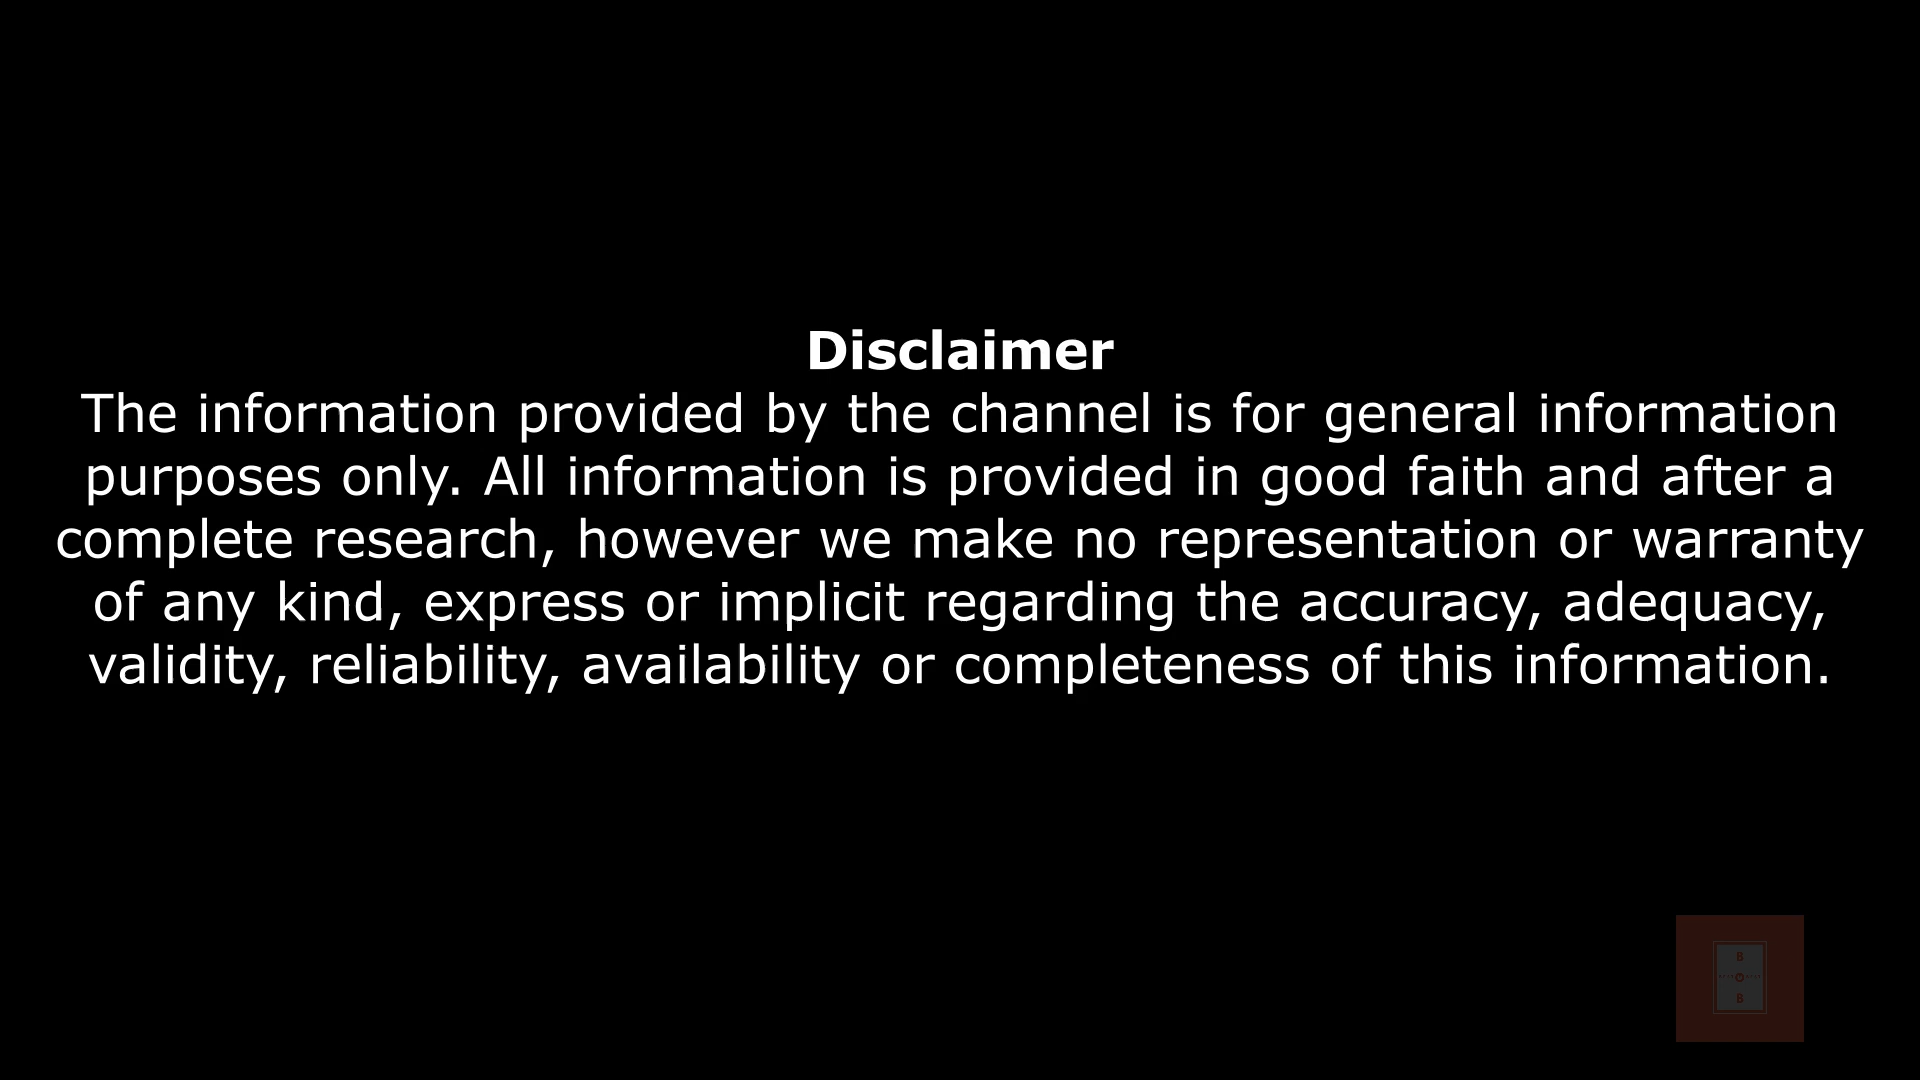 Disclaimer
The information provided by the channel is for general information
purposes only. All information is provided in good faith and after a
complete research, however we make no representation or warranty
of any kind, express or implicit regarding the accuracy, adequacy,
validity, reliability, availability or completeness of this information.
B
B